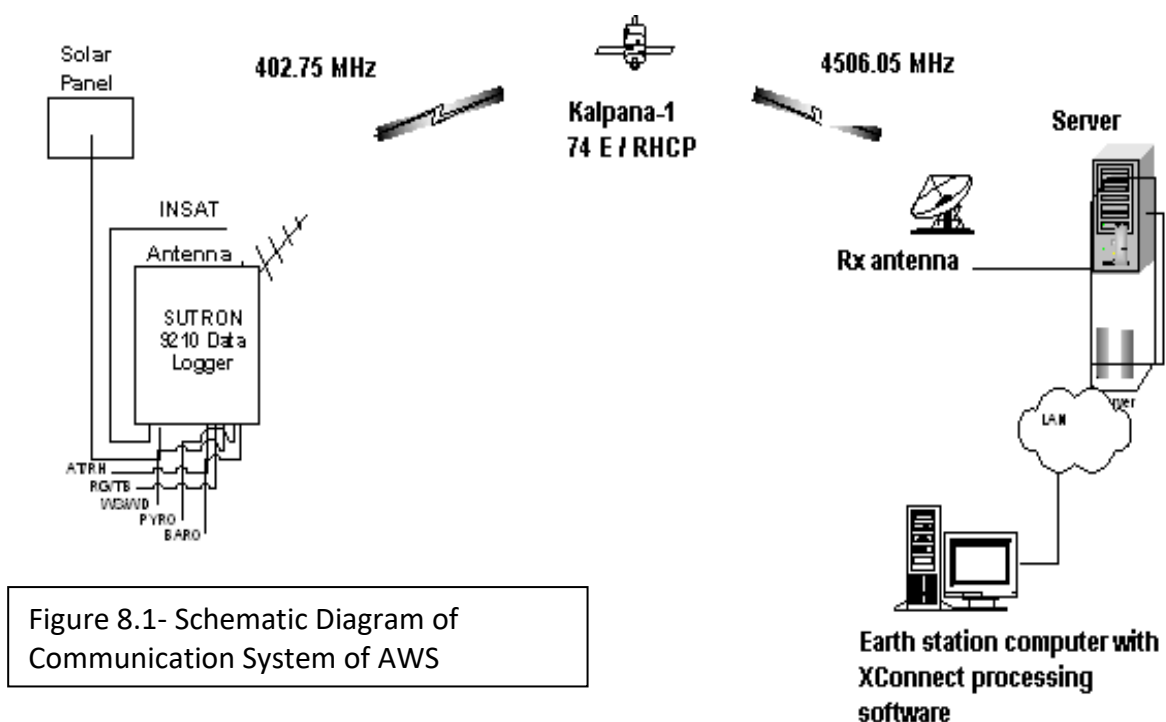 Solar
Panel
402.75 MHz
Kalpana-1
74 E / RHCP
4506.05 MHz
Server
INSAT
Antenna
SUTRON
9210 Data
Logger
Rx antenna
LAN
AT/RH
RG/TB
WS/WD
PYRO
BARO
Figure 8.1- Schematic Diagram of
Communication System of AWS
Earth station computer with
XConnect processing
software